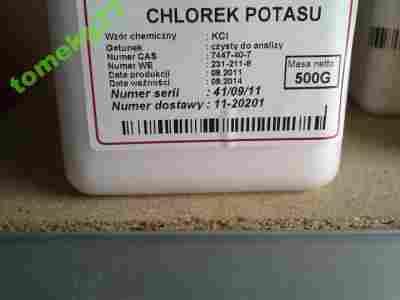 CHLOREK POTASU
Wzór chemiczny : KCl
Gatunek : czysty do analizy
Numer CAS : 7447-40-7
Numer WE : 231-211-8
Data produkcji : 09.2011
Data ważności : 09.2014
Masa netto
500G
Numer serii : 41/09/11
Numer dostawy : 11-20201